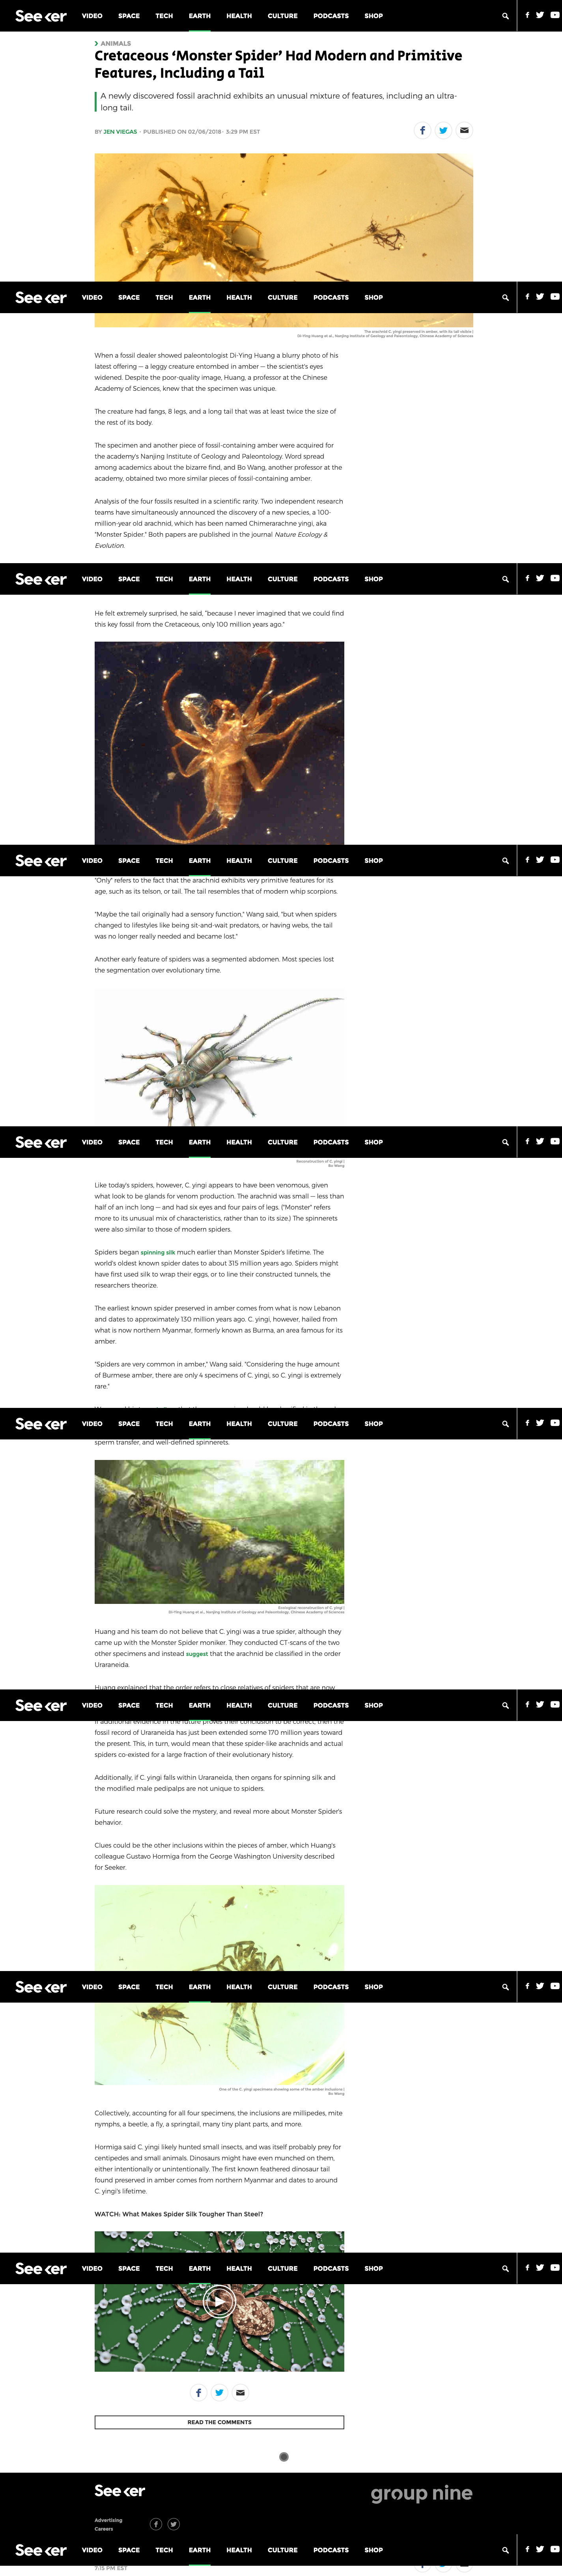 Seeker VIDEO SPACE TECH EARTH HEALTH CULTURE PODCASTS SHOP
ANIMALS
Cretaceous ‘Monster Spider’ Had Modern and Primitive
Features, Including a Tail
A newly discovered fossil arachnid exhibits an unusual mixture of features, including an ultra-
long tail.
BY JEN VIEGAS - PUBLISHED ON 02/06/2018 - 3:29 PM EST
Seeker VIDEO SPACE TECH EARTH HEALTH CULTURE PODCASTS SHOP
The arachnid C. yingi preserved in amber, with its tail visible |
Di-Ying Huang et al., Nanjing Institute of Geology and Paleontology, Chinese Academy of Sciences
When a fossil dealer showed paleontologist Di-Ying Huang a blurry photo of his
latest offering — a leggy creature entombed in amber — the scientist's eyes
widened. Despite the poor-quality image, Huang, a professor at the Chinese
Academy of Sciences, knew that the specimen was unique.
The creature had fangs, 8 legs, and a long tail that was at least twice the size of
the rest of its body.
The specimen and another piece of fossil-containing amber were acquired for
the academy's Nanjing Institute of Geology and Paleontology. Word spread
among academics about the bizarre find, and Bo Wang, another professor at the
academy, obtained two more similar pieces of fossil-containing amber.
Analysis of the four fossils resulted in a scientific rarity. Two independent research
teams have simultaneously announced the discovery of a new species, a 100-
million-year old arachnid, which has been named Chimerarachne yingi, aka
"Monster Spider." Both papers are published in the journal Nature Ecology &
Evolution.
Seeker VIDEO SPACE TECH EARTH HEALTH CULTURE PODCASTS SHOP
He felt extremely surprised, he said, "because I never imagined that we could find
this key fossil from the Cretaceous, only 100 million years ago."
Seeker VIDEO SPACE TECH EARTH HEALTH CULTURE PODCASTS SHOP
"Only" refers to the fact that the arachnid exhibits very primitive features for its
age, such as its telson, or tail. The tail resembles that of modern whip scorpions.
"Maybe the tail originally had a sensory function," Wang said, "but when spiders
changed to lifestyles like being sit-and-wait predators, or having webs, the tail
was no longer really needed and became lost."
Another early feature of spiders was a segmented abdomen. Most species lost
the segmentation over evolutionary time.
Seeker VIDEO SPACE TECH EARTH HEALTH CULTURE PODCASTS SHOP
Reconstruction of C. yingi |
Bo Wang
Like today's spiders, however, C. yingi appears to have been venomous, given
what look to be glands for venom production. The arachnid was small — less than
half of an inch long — and had six eyes and four pairs of legs. ("Monster" refers
more to its unusual mix of characteristics, rather than to its size.) The spinnerets
were also similar to those of modern spiders.
Spiders began spinning silk much earlier than Monster Spider's lifetime. The
world's oldest known spider dates to about 315 million years ago. Spiders might
have first used silk to wrap their eggs, or to line their constructed tunnels, the
researchers theorize.
The earliest known spider preserved in amber comes from what is now Lebanon
and dates to approximately 130 million years ago. C. yingi, however, hailed from
what is now northern Myanmar, formerly known as Burma, an area famous for its
amber.
"Spiders are very common in amber," Wang said. "Considering the huge amount
of Burmese amber, there are only 4 specimens of C. yingi, so C. yingi is extremely
rare."
Seeker VIDEO SPACE TECH EARTH HEALTH CULTURE PODCASTS SHOP
sperm transfer, and well-defined spinnerets.
Ecological reconstruction of C. yingi |
Di-Ying Huang et al., Nanjing Institute of Geology and Paleontology, Chinese Academy of Sciences
Huang and his team do not believe that C. yingi was a true spider, although they
came up with the Monster Spider moniker. They conducted CT-scans of the two
other specimens and instead suggest that the arachnid be classified in the order
Uraraneida.
Huang explained that the order refers to close relatives of spiders that are now
Seeker VIDEO SPACE TECH EARTH HEALTH CULTURE PODCASTS SHOP
If additional evidence in the future proves their conclusion to be correct, then the
fossil record of Uraraneida has just been extended some 170 million years toward
the present. This, in turn, would mean that these spider-like arachnids and actual
spiders co-existed for a large fraction of their evolutionary history.
Additionally, if C. yingi falls within Uraraneida, then organs for spinning silk and
the modified male pedipalps are not unique to spiders.
Future research could solve the mystery, and reveal more about Monster Spider's
behavior.
Clues could be the other inclusions within the pieces of amber, which Huang's
colleague Gustavo Hormiga from the George Washington University described
for Seeker.
Seeker VIDEO SPACE TECH EARTH HEALTH CULTURE PODCASTS SHOP
One of the C. yingi specimens showing some of the amber inclusions |
Bo Wang
Collectively, accounting for all four specimens, the inclusions are millipedes, mite
nymphs, a beetle, a fly, a springtail, many tiny plant parts, and more.
Hormiga said C. yingi likely hunted small insects, and was itself probably prey for
centipedes and small animals. Dinosaurs might have even munched on them,
either intentionally or unintentionally. The first known feathered dinosaur tail
found preserved in amber comes from northern Myanmar and dates to around
C. yingi's lifetime.
WATCH: What Makes Spider Silk Tougher Than Steel?
Seeker VIDEO SPACE TECH EARTH HEALTH CULTURE PODCASTS SHOP
READ THE COMMENTS
Seeker group nine
Advertising
Careers
Seeker VIDEO SPACE TECH EARTH HEALTH CULTURE PODCASTS SHOP
7:15 PM EST